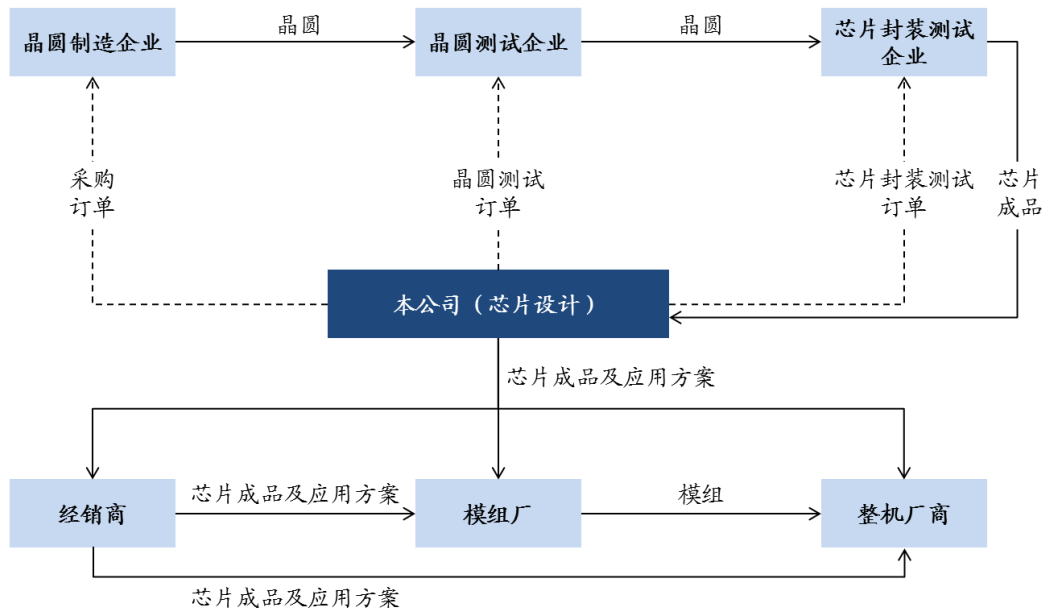 晶圆制造企业
晶圆
晶圆测试企业
晶圆
芯片封装测试
企业
采购
订单
晶圆测试
订单
芯片封装测试
订单
芯片
成品
本公司（芯片设计）
芯片成品及应用方案
经销商
芯片成品及应用方案
模组厂
模组
整机厂商
芯片成品及应用方案